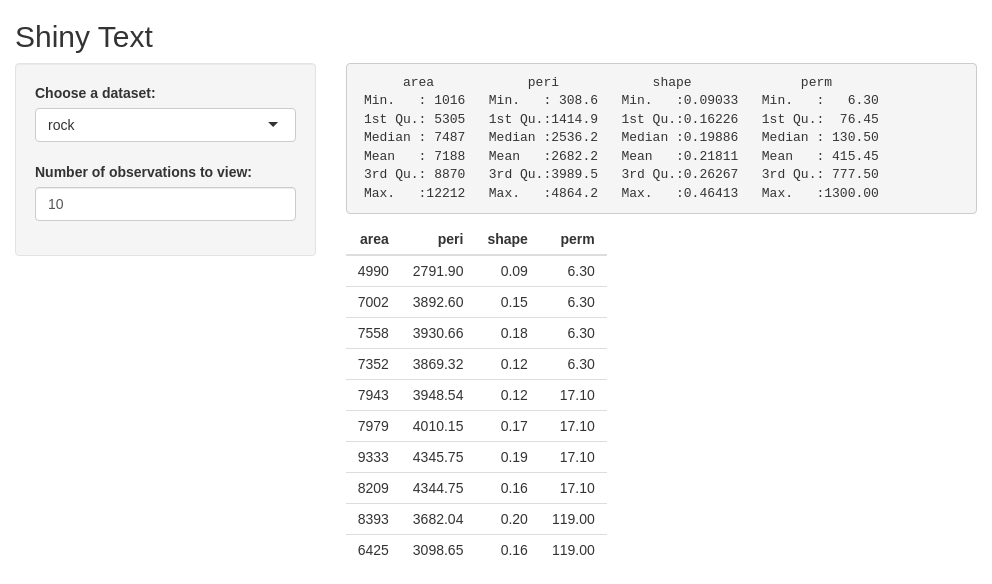 Shiny Text
Choose a dataset:
rock
Number of observations to view:
10
area peri shape perm
Min. : 1016 Min. : 308.6 Min. :0.09033 Min. : 6.30
1st Qu.: 5305 1st Qu.:1414.9 1st Qu.:0.16226 1st Qu.: 76.45
Median : 7487 Median :2536.2 Median :0.19886 Median : 130.50
Mean : 7188 Mean :2682.2 Mean :0.21811 Mean : 415.45
3rd Qu.: 8870 3rd Qu.:3989.5 3rd Qu.:0.26267 3rd Qu.: 777.50
Max. :12212 Max. :4864.2 Max. :0.46413 Max. :1300.00
area peri shape perm
4990 2791.90 0.09 6.30
7002 3892.60 0.15 6.30
7558 3930.66 0.18 6.30
7352 3869.32 0.12 6.30
7943 3948.54 0.12 17.10
7979 4010.15 0.17 17.10
9333 4345.75 0.19 17.10
8209 4344.75 0.16 17.10
8393 3682.04 0.20 119.00
6425 3098.65 0.16 119.00